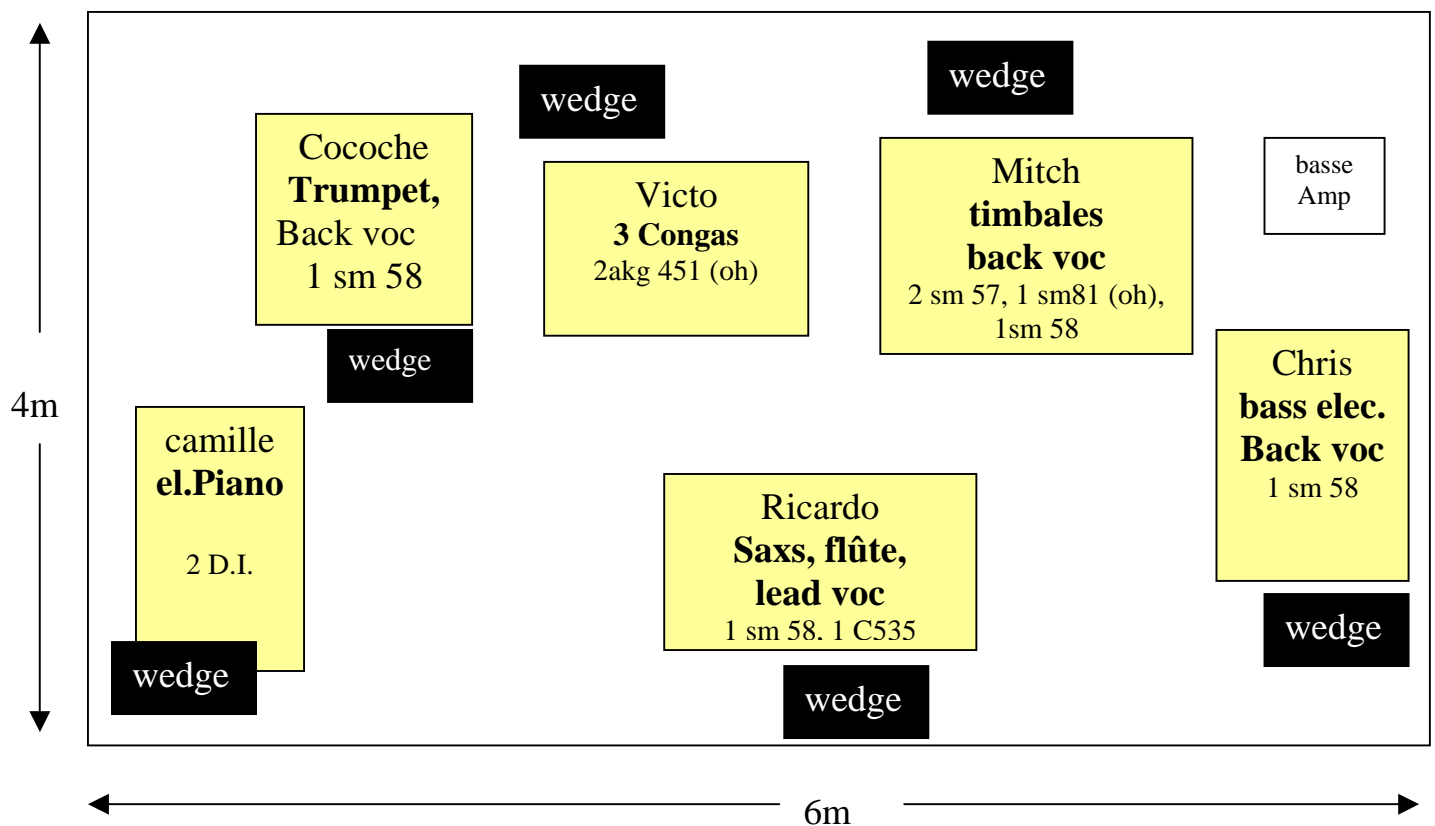 wedge
wedge
Cocoche
Trumpet,
Back voc
1 sm 58
Victo
3 Congas
2akg 451 (oh)
Mitch
timbales
back voc
2 sm 57, 1 sm81 (oh),
1sm 58
basse
Amp
wedge
4m
camille
el.Piano
2 D.I.
wedge
Ricardo
Saxs, flûte,
lead voc
1 sm 58. 1 C535
wedge
Chris
bass elec.
Back voc
1 sm 58
wedge
6m